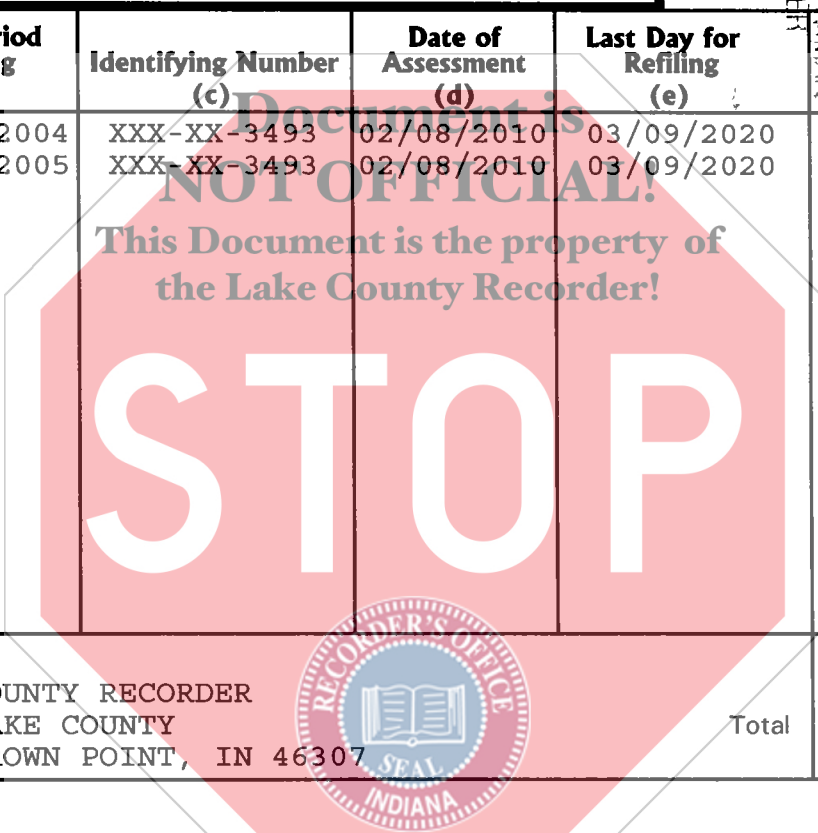 riod
g
Identifying Number
(c)
Date of
Assessment
(d)
Last Day for
Refiling
(e)
2004 XXX-XX-3493 02/08/2010 03/09/2020
2005 XXX-XX-3493 02/08/2010 03/09/2020
Document is
NOT OFFICIAL!
This Document is the property of
the Lake County Recorder!
STOP
OUNTY RECORDER
AKE COUNTY
OWN POINT, IN 46307
Total
RECORDER'S OFFICE
SEAL
INDIANA